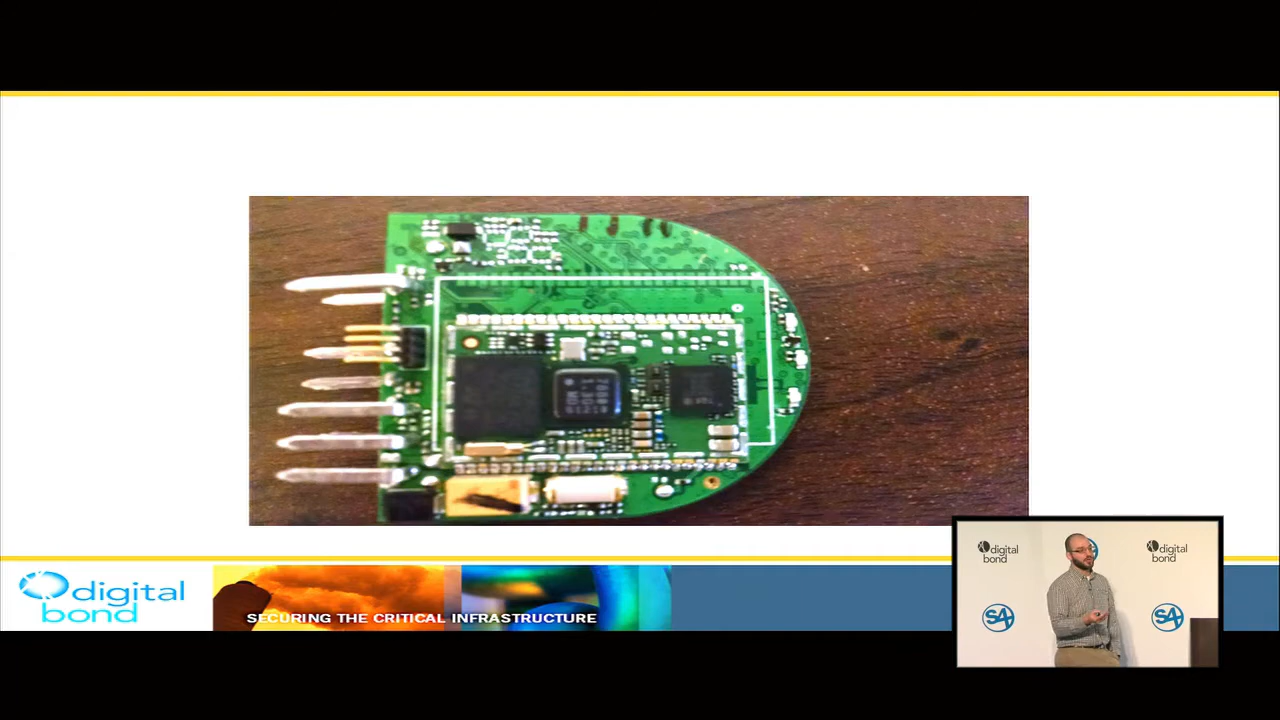 digital
bond
SECURING THE CRITICAL INFRASTRUCTURE
digital
bond
digital
bond
S4
S4